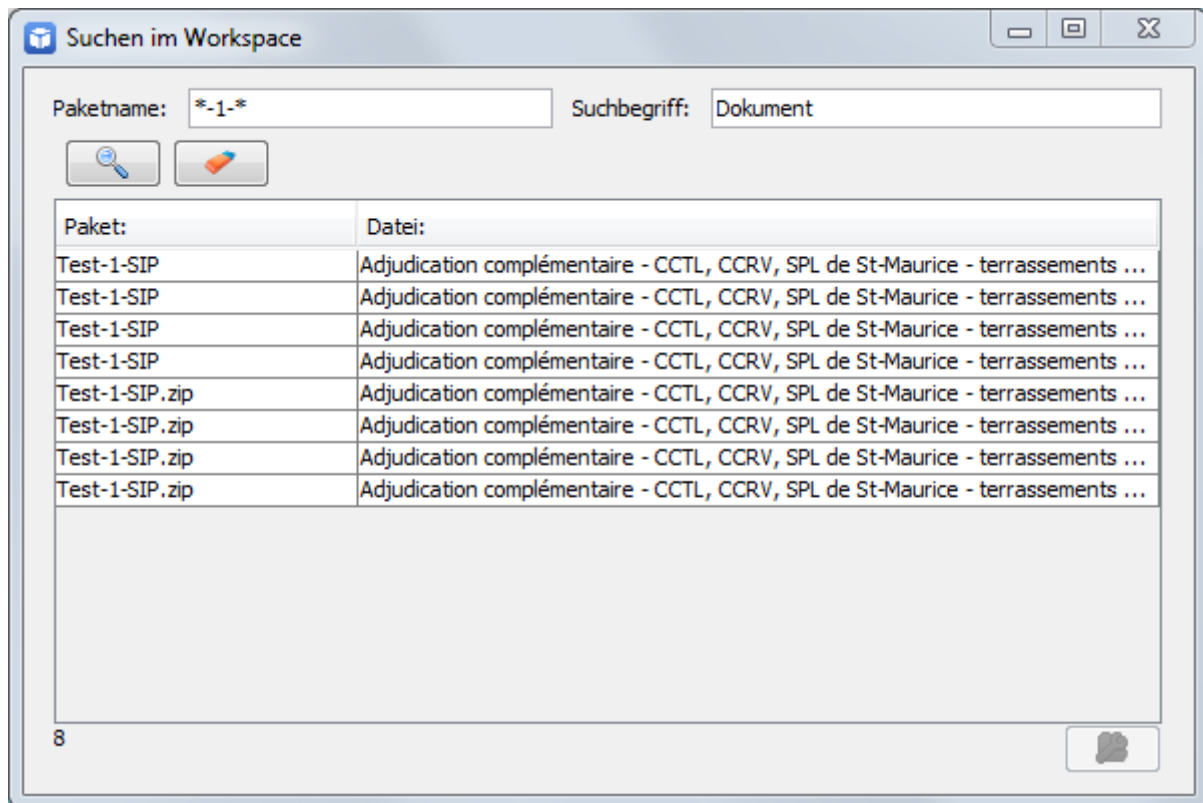 Suchen im Workspace
Paketname: *-1-* Suchbegriff: Dokument
Paket: Datei:
Test-1-SIP Adjudication complémentaire - CCTL, CCRV, SPL de St-Maurice - terrassements ...
Test-1-SIP Adjudication complémentaire - CCTL, CCRV, SPL de St-Maurice - terrassements ...
Test-1-SIP Adjudication complémentaire - CCTL, CCRV, SPL de St-Maurice - terrassements ...
Test-1-SIP Adjudication complémentaire - CCTL, CCRV, SPL de St-Maurice - terrassements ...
Test-1-SIP.zip Adjudication complémentaire - CCTL, CCRV, SPL de St-Maurice - terrassements ...
Test-1-SIP.zip Adjudication complémentaire - CCTL, CCRV, SPL de St-Maurice - terrassements ...
Test-1-SIP.zip Adjudication complémentaire - CCTL, CCRV, SPL de St-Maurice - terrassements ...
Test-1-SIP.zip Adjudication complémentaire - CCTL, CCRV, SPL de St-Maurice - terrassements ...
8